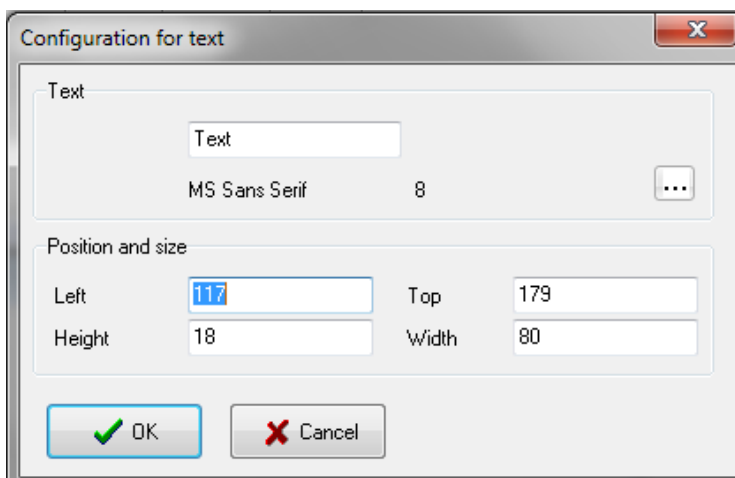 Configuration for text
Text
Text
MS Sans Serif 8 ...
Position and size
Left 117 Top 179
Height 18 Width 80
OK Cancel